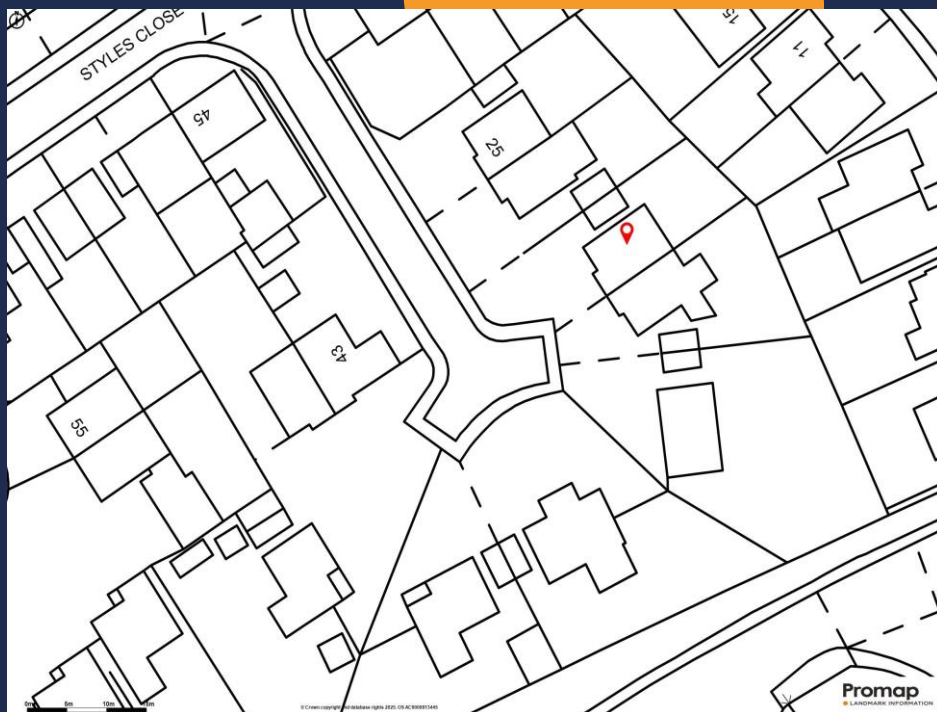 STYLES CLOSE
15
11
45
25
43
55
0m 5m 10m 15m
© Crown copyright and database rights 2025. OS AC0000813445
Promap
LANDMARK INFORMATION